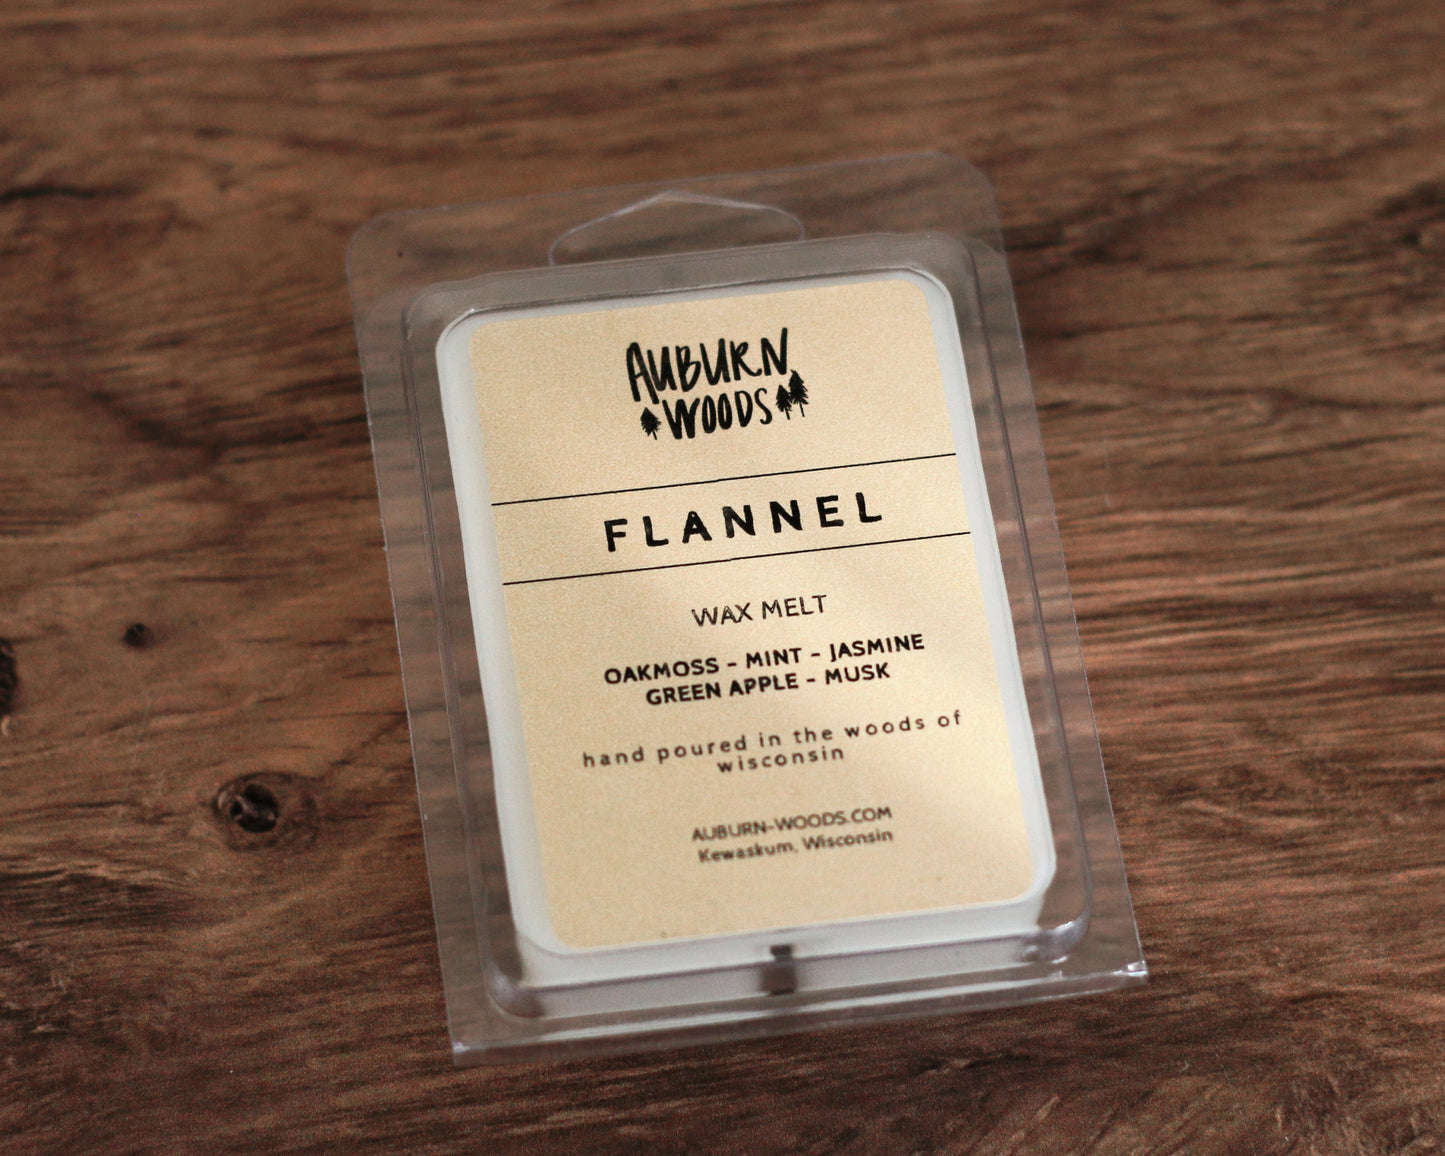 AUBURN
WOODS
FLANNEL
WAX MELT
OAKMOSS - MINT - JASMINE
GREEN APPLE - MUSK
hand poured in the woods of
wisconsin
AUBURN-WOODS.COM
Kewaskum, Wisconsin